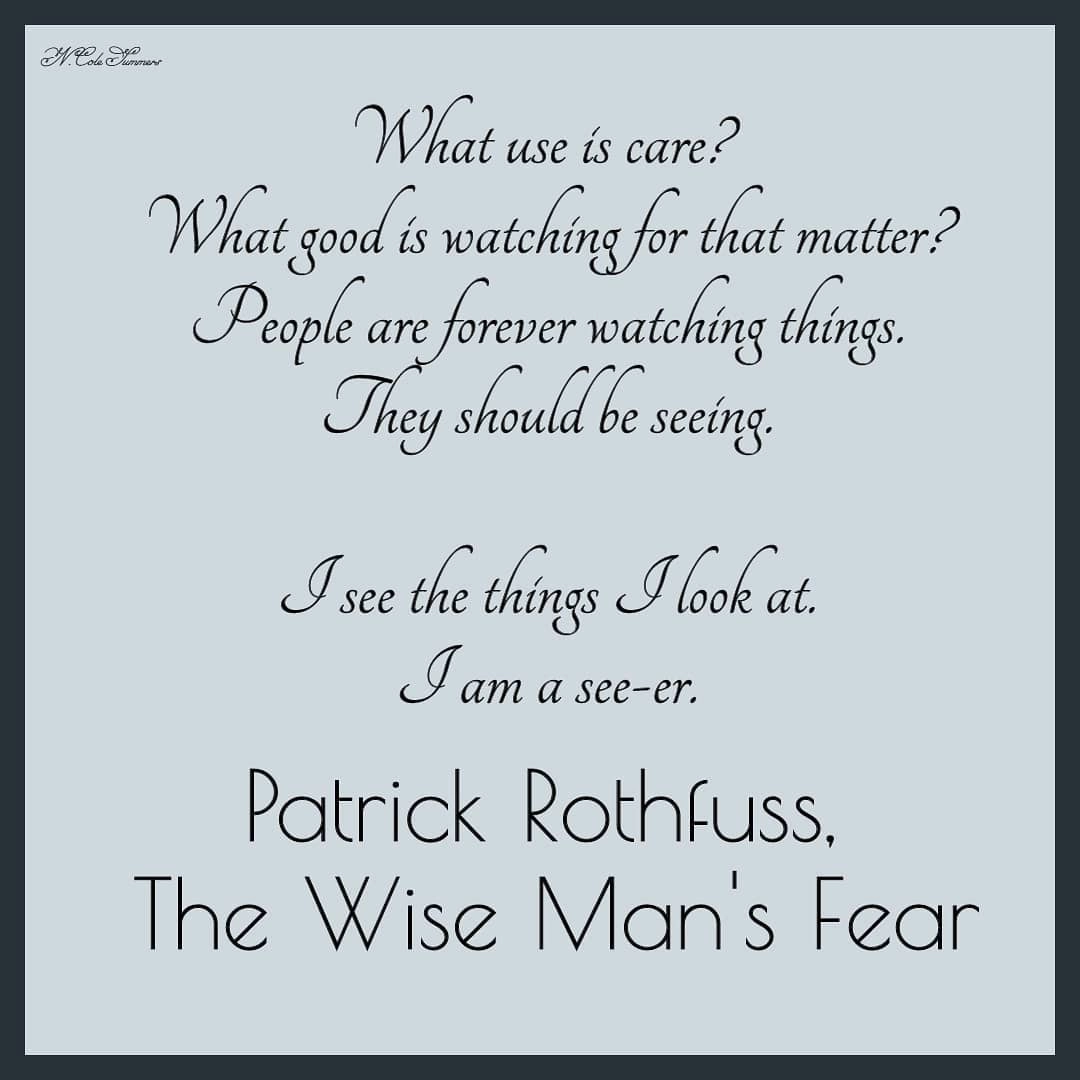 N. Cole Summers
What use is care?
What good is watching for that matter?
People are forever watching things.
They should be seeing.
I see the things I look at.
I am a see-er.
Patrick Rothfuss,
The Wise Man's Fear